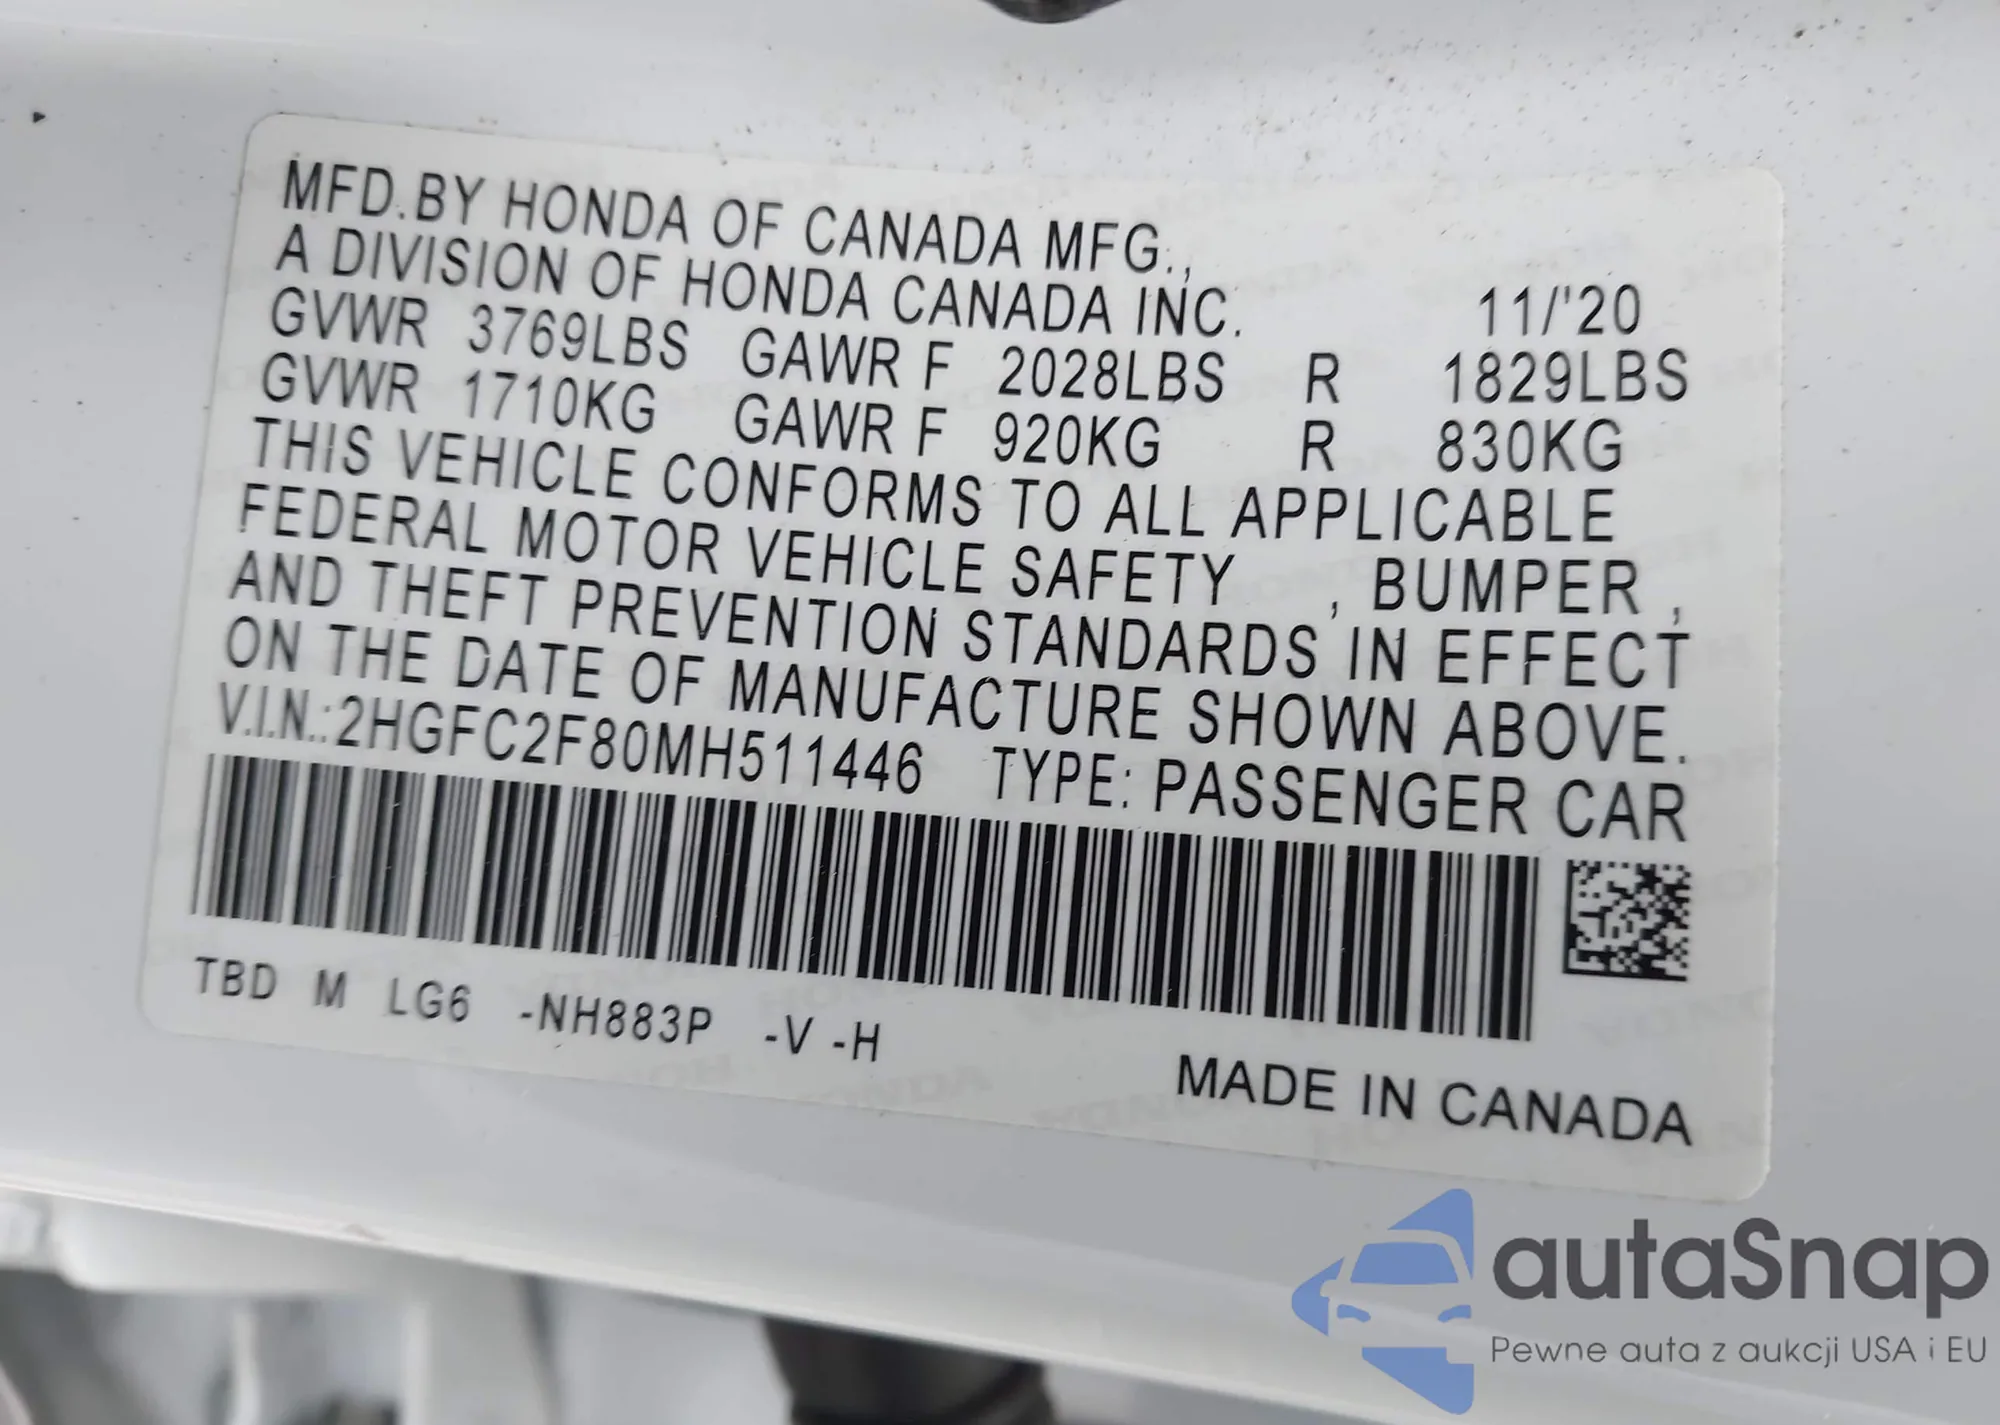 MFD.BY HONDA OF CANADA MFG.,
A DIVISION OF HONDA CANADA INC. 11/'20
GVWR 3769LBS GAWR F 2028LBS R 1829LBS
GVWR 1710KG GAWR F 920KG R 830KG
THIS VEHICLE CONFORMS TO ALL APPLICABLE
FEDERAL MOTOR VEHICLE SAFETY , BUMPER ,
AND THEFT PREVENTION STANDARDS IN EFFECT
ON THE DATE OF MANUFACTURE SHOWN ABOVE.
V.I.N.:2HGFC2F80MH511446 TYPE: PASSENGER CAR
TBD M LG6 -NH883P -V -H
MADE IN CANADA
autaSnap
Pewne auta z aukcji USA i EU